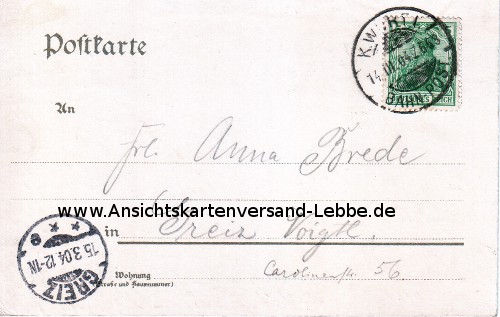 Postkarte
An
Frl. Anna Brede
www.Ansichtskartenversand-Lebbe.de
in Greiz Voigtl.
Wohnung
(Straße und Hausnummer)
Carolinenstr. 56
BAHNPOST
GREIZ
15.3.04.12-1N.